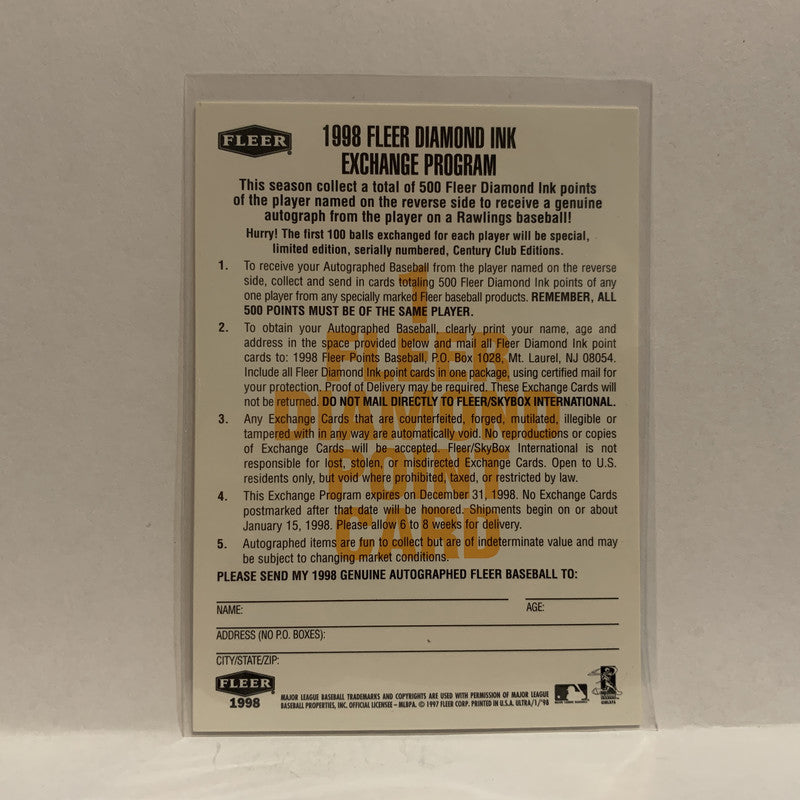 FLEER
1998 FLEER DIAMOND INK
EXCHANGE PROGRAM
This season collect a total of 500 Fleer Diamond Ink points
of the player named on the reverse side to receive a genuine
autograph from the player on a Rawlings baseball!
Hurry! The first 100 balls exchanged for each player will be special,
limited edition, serially numbered, Century Club Editions.
1. To receive your Autographed Baseball from the player named on the reverse
side, collect and send in cards totaling 500 Fleer Diamond Ink points of any
one player from any specially marked Fleer baseball products. REMEMBER, ALL
500 POINTS MUST BE OF THE SAME PLAYER.
2. To obtain your Autographed Baseball, clearly print your name, age and
address in the space provided below and mail all Fleer Diamond Ink point
cards to: 1998 Fleer Points Baseball, P.O. Box 1028, Mt. Laurel, NJ 08054.
Include all Fleer Diamond Ink point cards in one package, using certified mail for
your protection. Proof of Delivery may be required. These Exchange Cards will
not be returned. DO NOT MAIL DIRECTLY TO FLEER/SKYBOX INTERNATIONAL.
3. Any Exchange Cards that are counterfeited, forged, mutilated, illegible or
tampered with in any way are automatically void. No reproductions or copies
of Exchange Cards will be accepted. Fleer/SkyBox International is not
responsible for lost, stolen, or misdirected Exchange Cards. Open to U.S.
residents only, but void where prohibited, taxed, or restricted by law.
4. This Exchange Program expires on December 31, 1998. No Exchange Cards
postmarked after that date will be honored. Shipments begin on or about
January 15, 1998. Please allow 6 to 8 weeks for delivery.
5. Autographed items are fun to collect but are of indeterminate value and may
be subject to changing market conditions.
1
FLEER
DIAMOND
POINT
CARD
PLEASE SEND MY 1998 GENUINE AUTOGRAPHED FLEER BASEBALL TO:
NAME: AGE:
ADDRESS (NO P.O. BOXES):
CITY/STATE/ZIP:
FLEER
1998
MAJOR LEAGUE BASEBALL TRADEMARKS AND COPYRIGHTS ARE USED WITH PERMISSION OF MAJOR LEAGUE
BASEBALL PROPERTIES, INC. OFFICIAL LICENSEE – MLBPA. © 1997 FLEER CORP. PRINTED IN U.S.A. ULTRA/1/'98